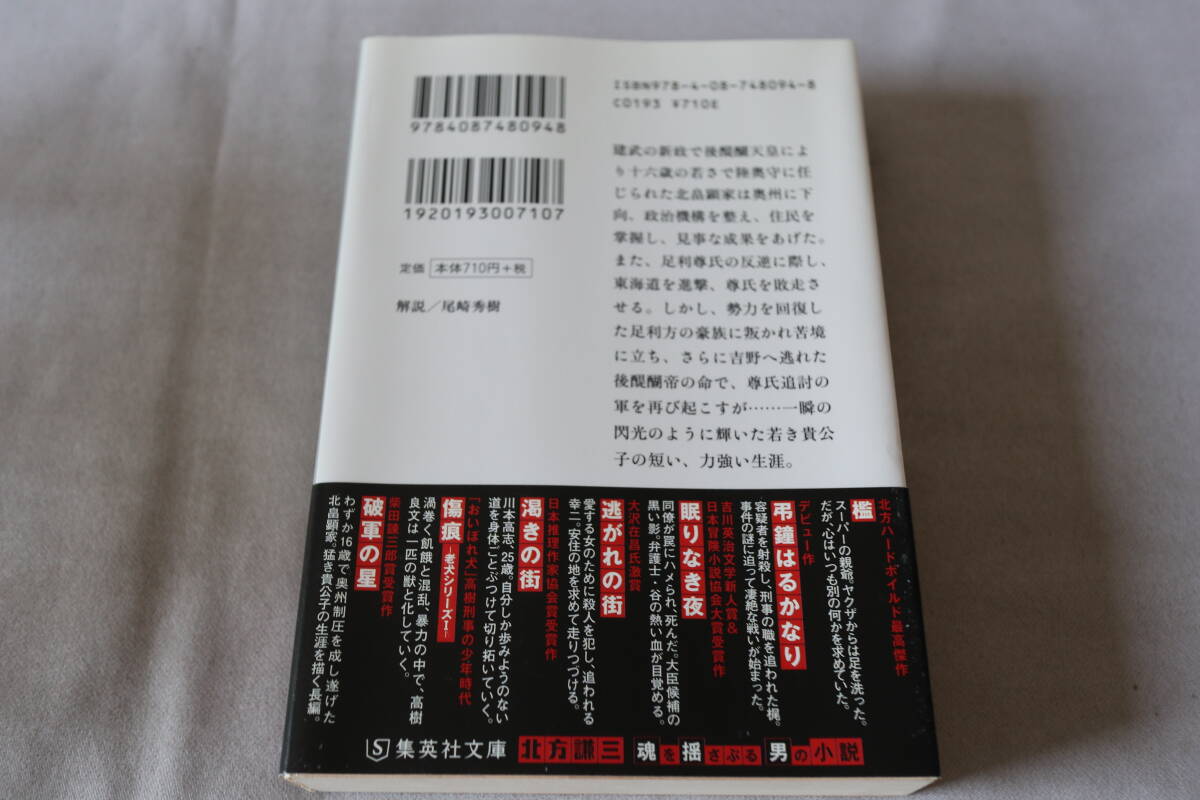 9784087480948
1920193007107
定価 本体710円+税
解説/尾崎秀樹
ISBN978-4-08-748094-8
C0193 ¥710E
建武の新政で後醍醐天皇によ
り十六歳の若さで陸奥守に任
じられた北畠顕家は奥州に下
向、政治機構を整え、住民を
掌握し、見事な成果をあげた。
また、足利尊氏の反逆に際し、
東海道を進撃、尊氏を敗走さ
せる。しかし、勢力を回復し
た足利方の豪族に叛かれ苦境
に立ち、さらに吉野へ逃れた
後醍醐帝の命で、尊氏追討の
軍を再び起こすが……一瞬の
閃光のように輝いた若き貴公
子の短い、力強い生涯。
北方ハードボイルド最高傑作
檻
スーパーの親爺。ヤクザからは足を洗った。
だが、心はいつも別の何かを求めていた。
デビュー作
弔鐘はるかなり
容疑者を射殺し、刑事の職を追われた梶。
事件の謎に迫って凄絶な戦いが始まった。
吉川英治文学新人賞&
日本冒険小説協会大賞受賞作
眠りなき夜
同僚が罠にハメられ、死んだ。大臣候補の
黒い影。弁護士・谷の熱い血が目覚める。
大沢在昌氏激賞
逃がれの街
愛する女のために殺人を犯し、追われる
幸二。安住の地を求めて走りつづける。
日本推理作家協会賞受賞作
渇きの街
川本高志、25歳。自分しか歩みようのない
道を身体ごとぶつけて切り拓いていく。
「おいぼれ犬」高樹刑事の少年時代
傷痕 -老犬シリーズI-
渦巻く飢餓と混乱、暴力の中で、高樹
良文は一匹の獣と化していく。
柴田錬三郎賞受賞作
破軍の星
わずか16歳で奥州制圧を成し遂げた
北畠顕家。猛き貴公子の生涯を描く長編。
S 集英社文庫 北方謙三 魂を揺さぶる男の小説